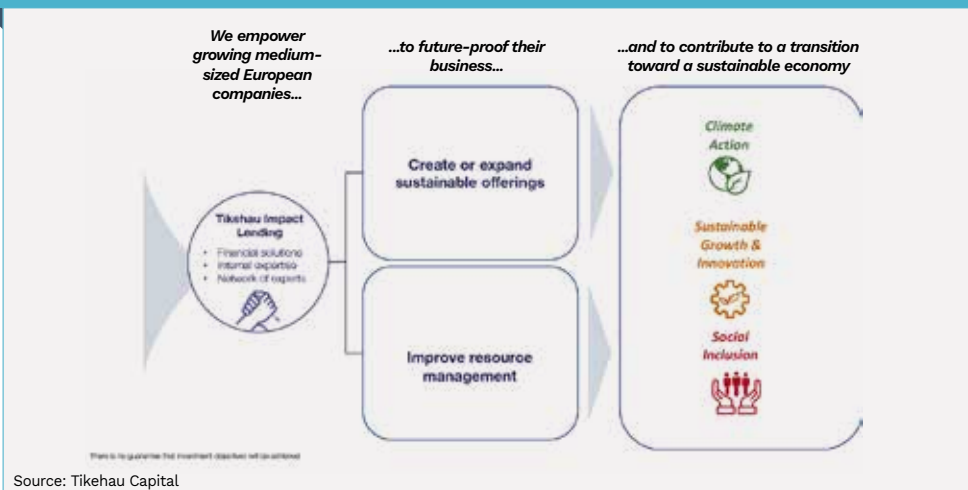 We empower
growing medium-
sized European
companies...
...to future-proof their
business...
...and to contribute to a transition
toward a sustainable economy
Tikehau Impact
Lending
• Financial solutions
• Internal expertise
• Network of experts
Create or expand
sustainable offerings
Improve resource
management
Climate
Action
Sustainable
Growth &
Innovation
Social
Inclusion
There is no guarantee that investment objectives will be achieved
Source: Tikehau Capital